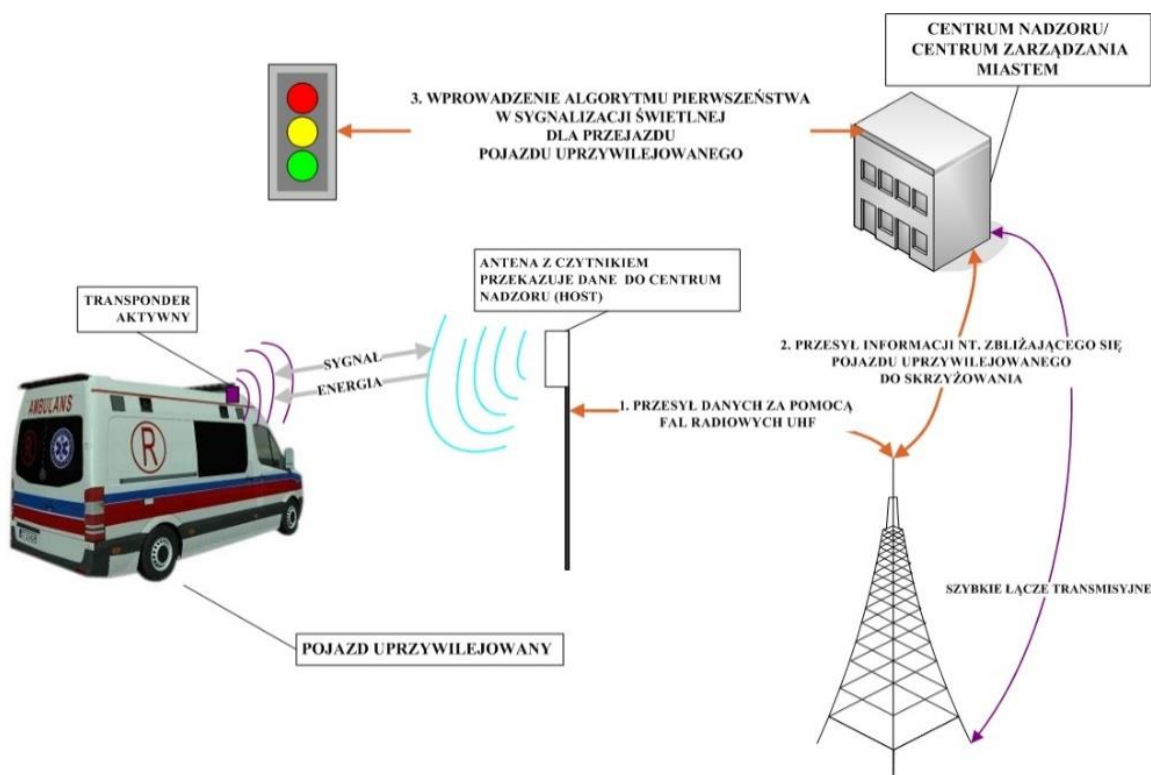 CENTRUM NADZORU/
CENTRUM ZARZĄDZANIA
MIASTEM
3. WPROWADZENIE ALGORYTMU PIERWSZEŃSTWA
W SYGNALIZACJI ŚWIETLNEJ
DLA PRZEJAZDU
POJAZDU UPRZYWILEJOWANEGO
ANTENA Z CZYTNIKIEM
PRZEKAZUJE DANE DO CENTRUM
NADZORU (HOST)
TRANSPONDER
AKTYWNY
SYGNAŁ
ENERGIA
2. PRZESYŁ INFORMACJI NT. ZBLIŻAJĄCEGO SIĘ
POJAZDU UPRZYWILEJOWANEGO
DO SKRZYŻOWANIA
1. PRZESYŁ DANYCH ZA POMOCĄ
FAL RADIOWYCH UHF
AMBULANS
R
SZYBKIE ŁĄCZE TRANSMISYJNE
POJAZD UPRZYWILEJOWANY